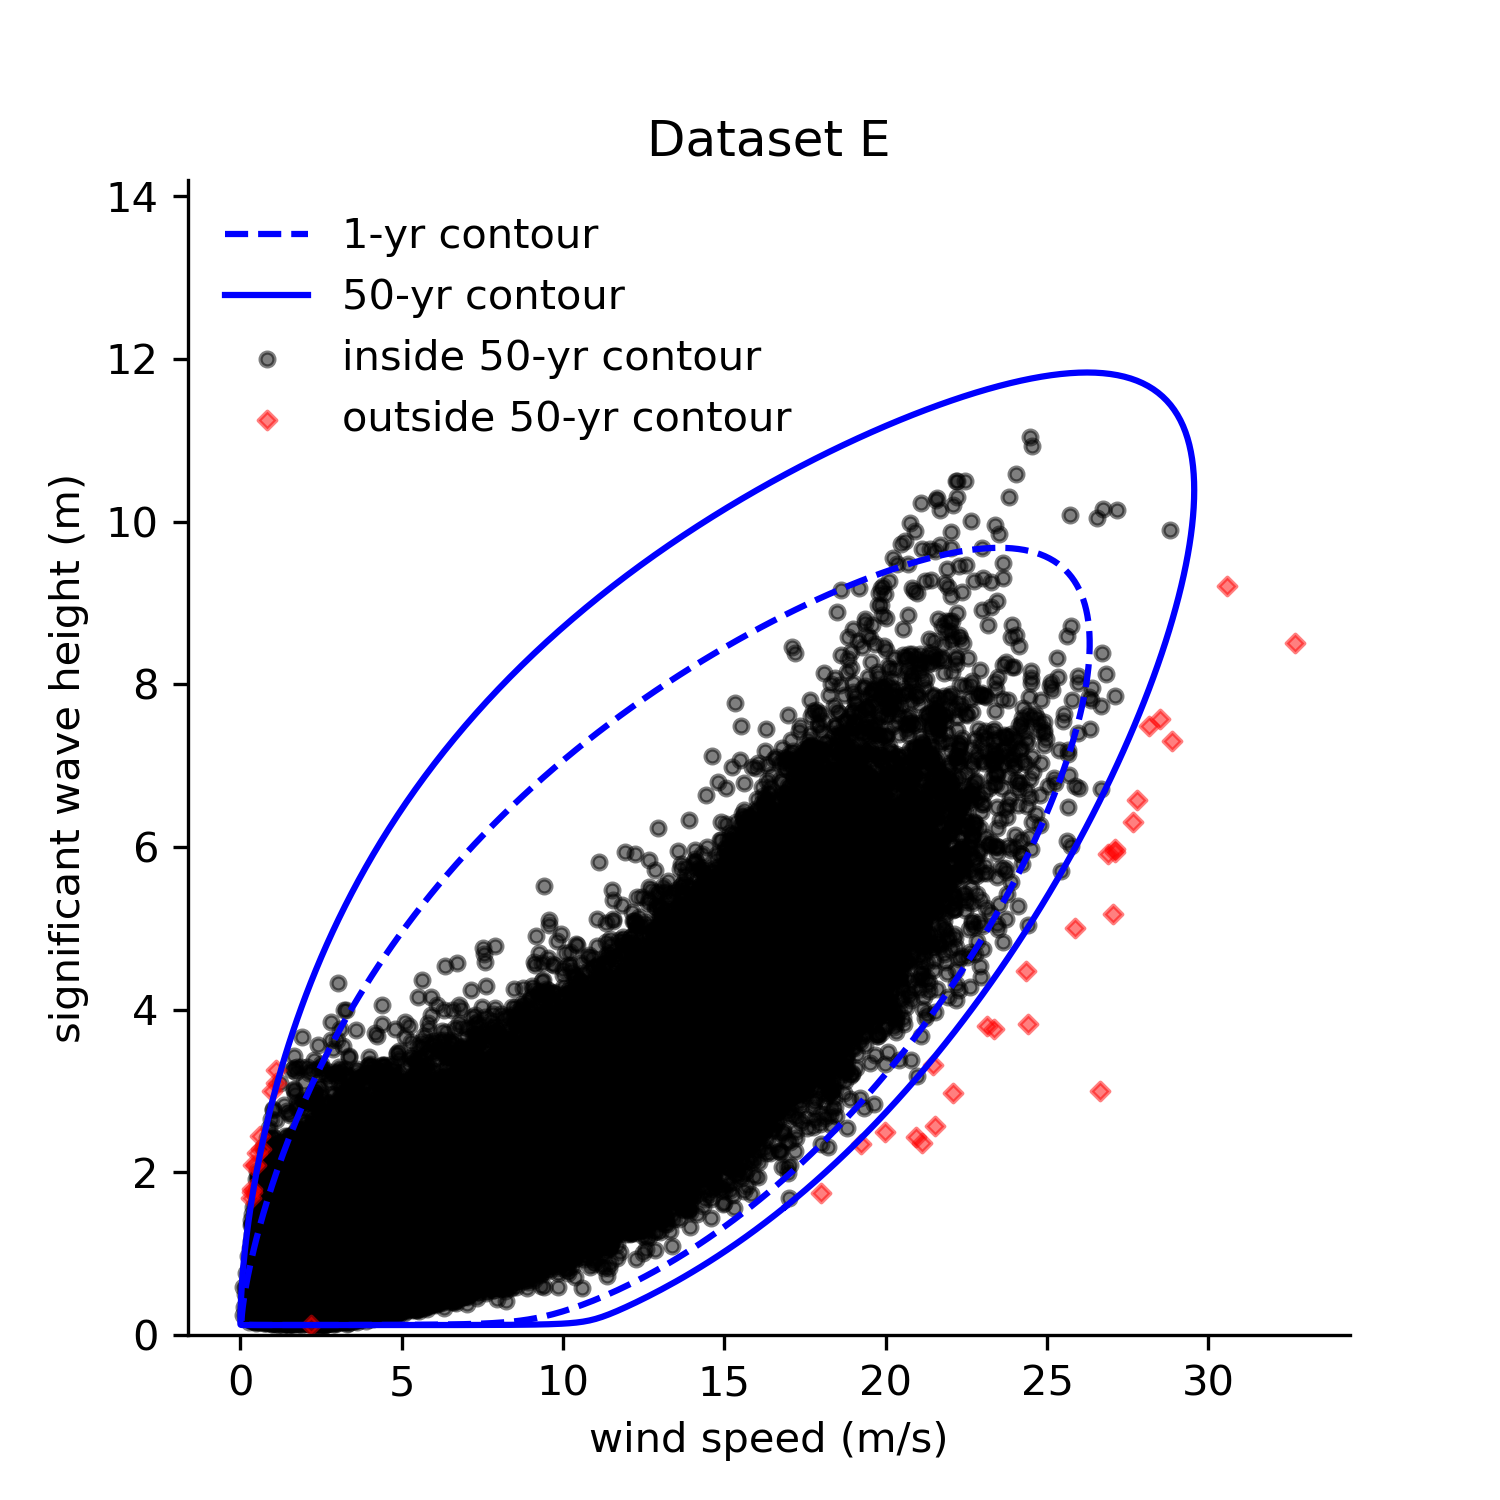 Dataset E
1-yr contour
50-yr contour
inside 50-yr contour
outside 50-yr contour
significant wave height (m)
14
12
10
8
6
4
2
0
0 5 10 15 20 25 30
wind speed (m/s)